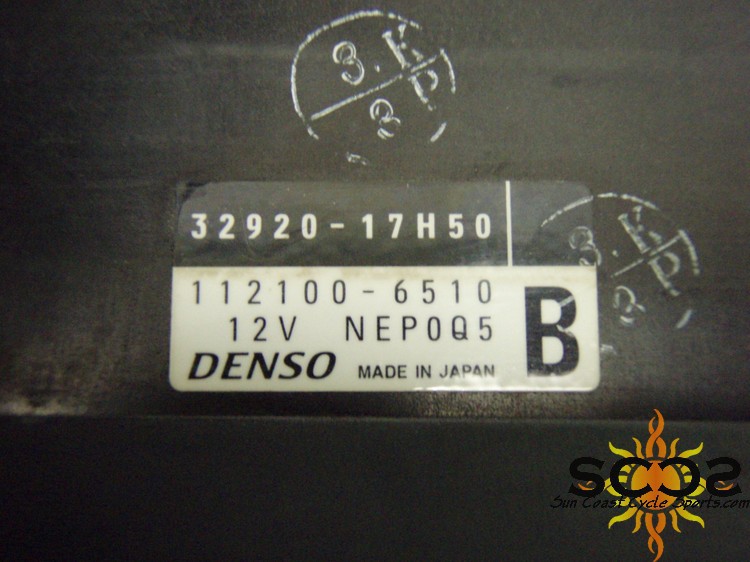 3.K
3 P
32920-17H50
3.K
3 P
112100-6510
12V NEP0Q5
B
DENSO MADE IN JAPAN
SCCS
Sun Coast Cycle Sports.com